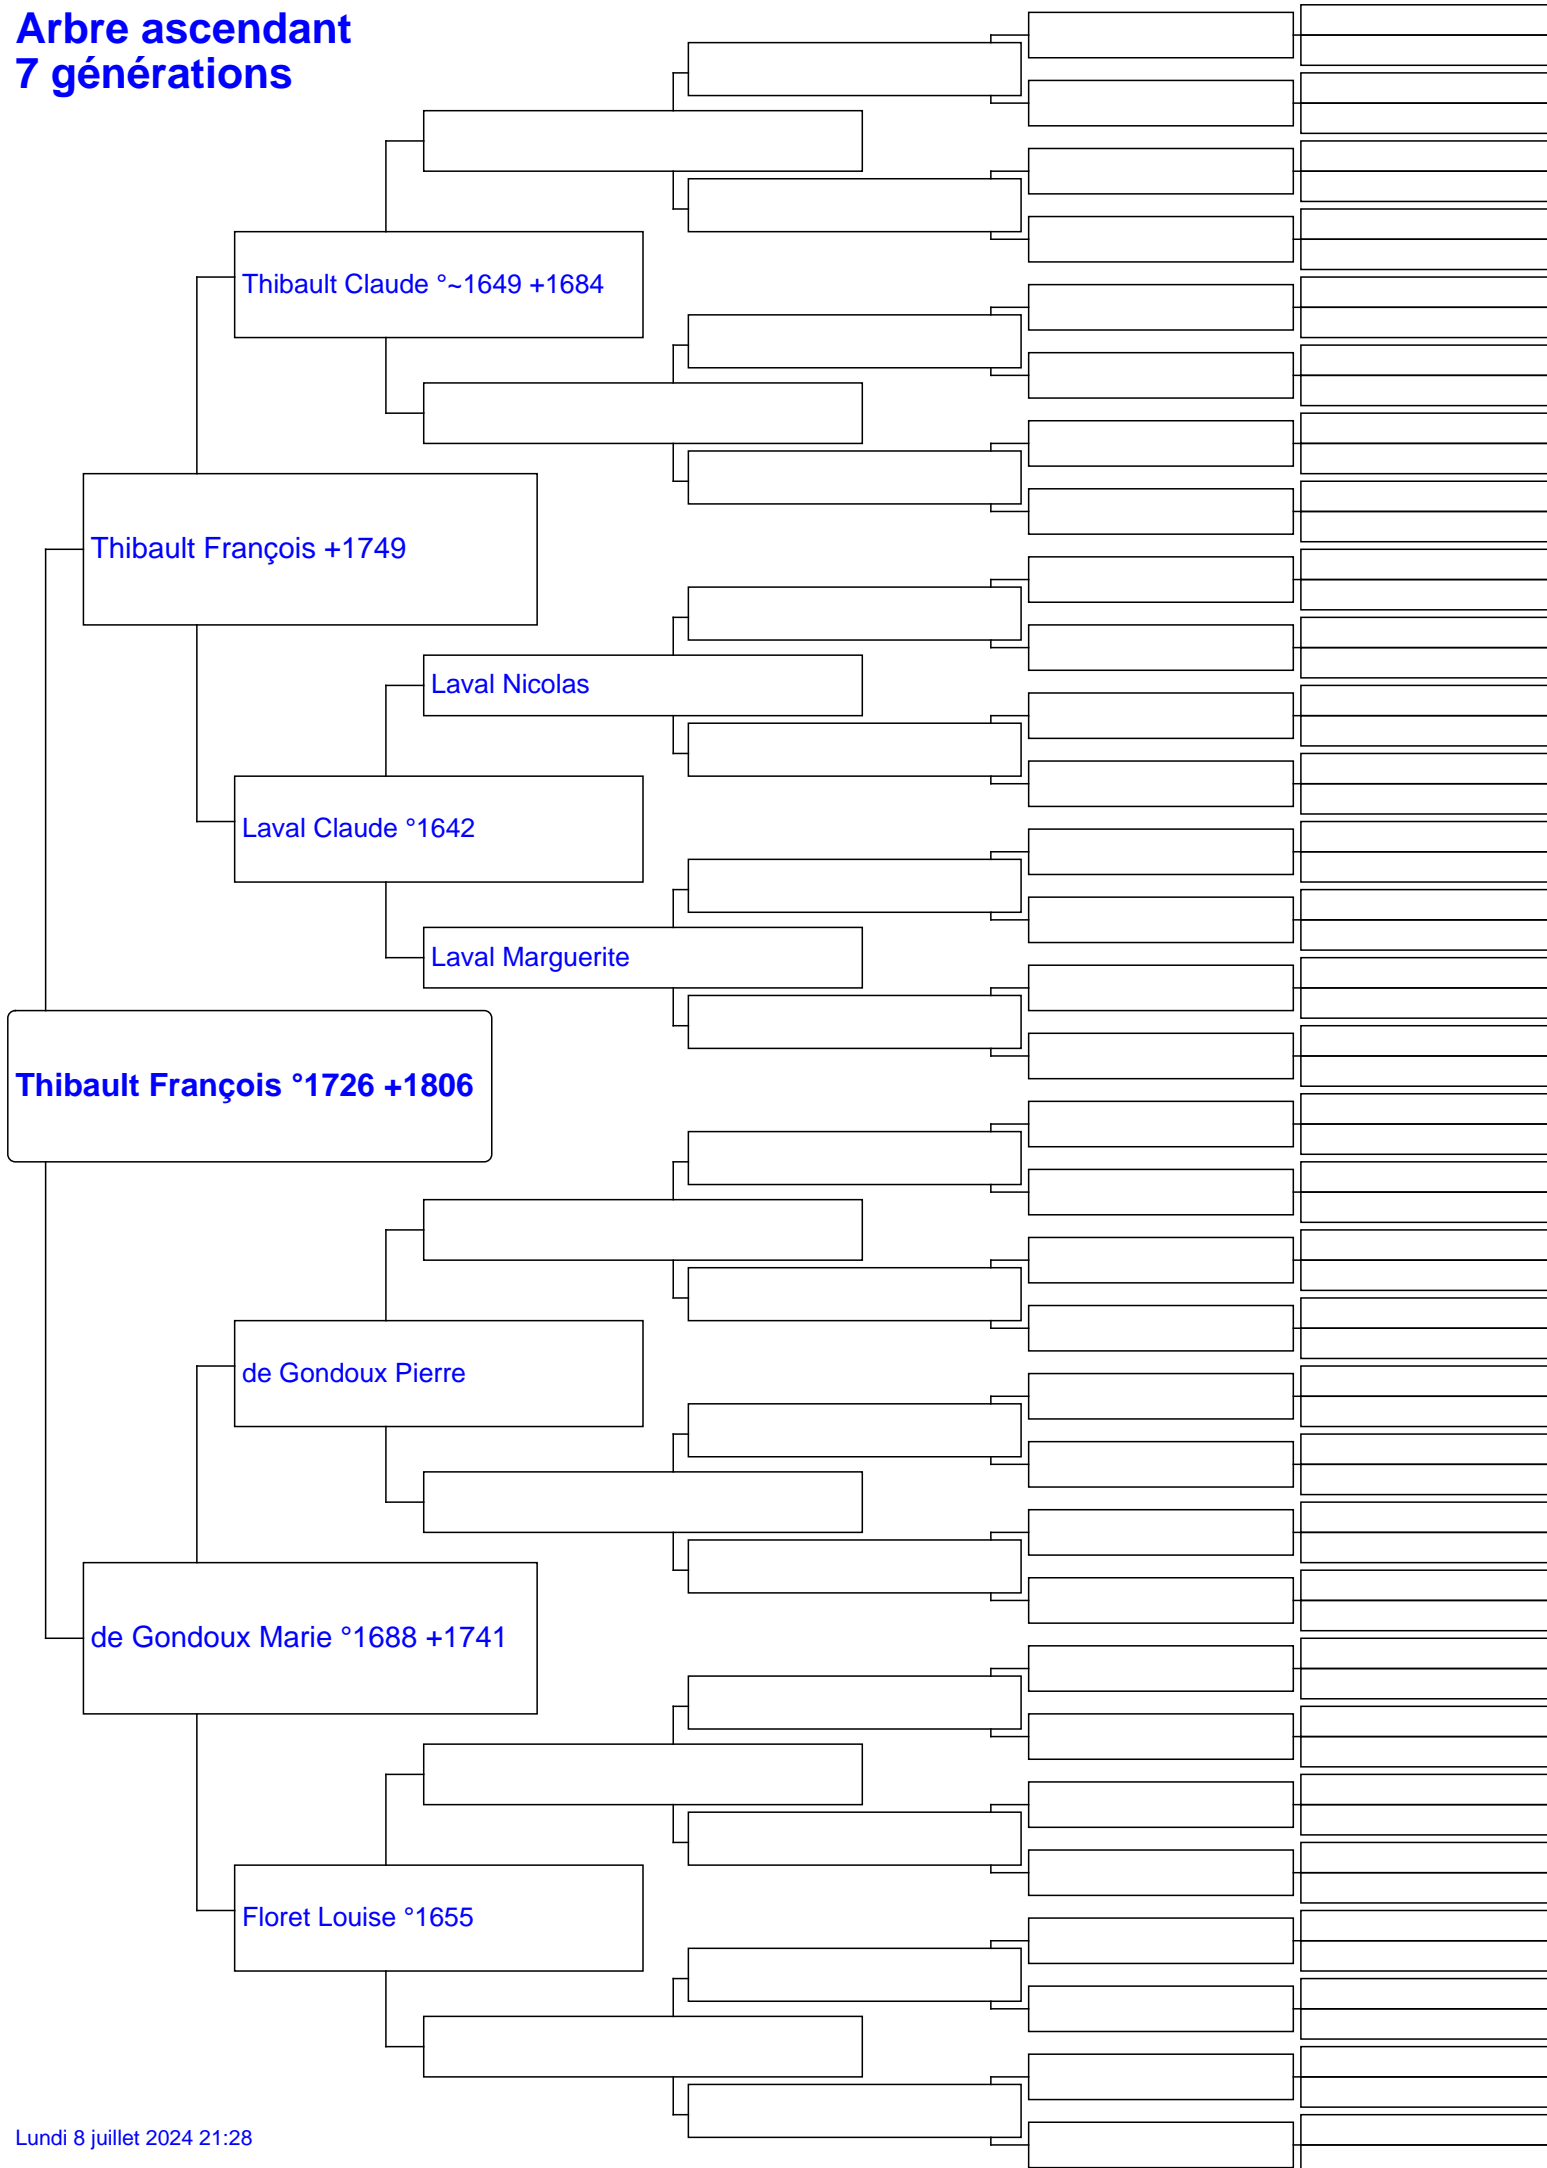 Arbre ascendant
7 générations
Thibault Claude °~1649 +1684
Thibault François +1749
Laval Nicolas
Laval Claude °1642
Laval Marguerite
Thibault François °1726 +1806
de Gondoux Pierre
de Gondoux Marie °1688 +1741
Floret Louise °1655
Lundi 8 juillet 2024 21:28